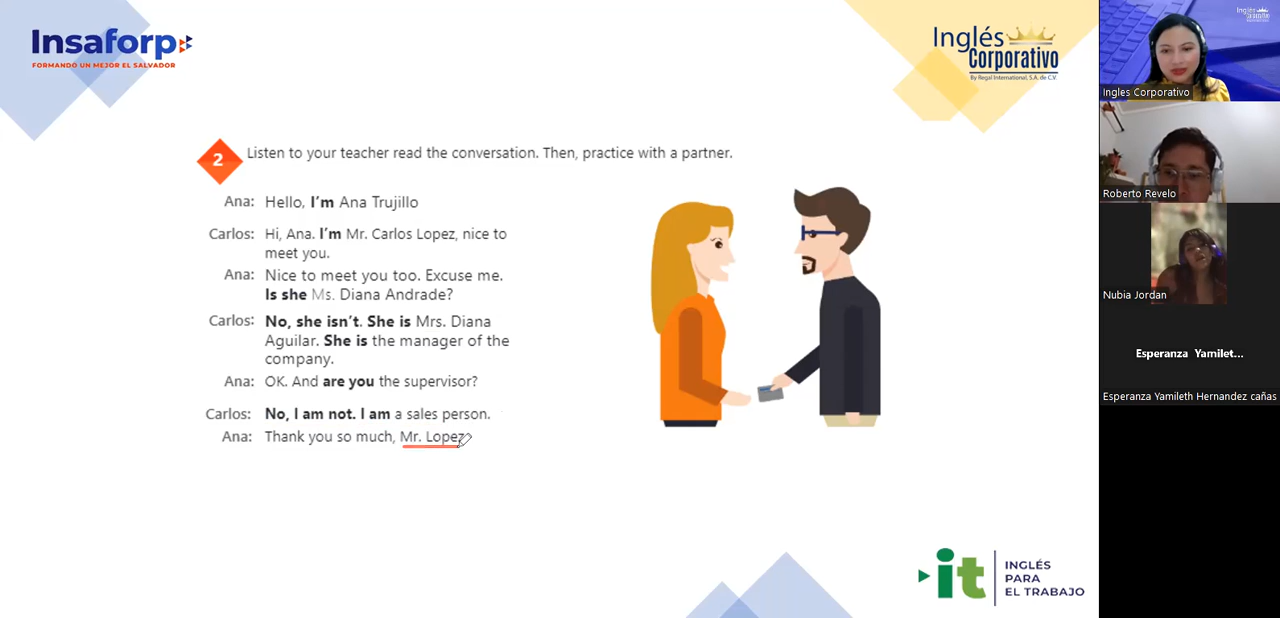 Insaforp
FORMANDO UN MEJOR EL SALVADOR
Inglés
Corporativo
By Regal International, S.A. de C.V.
2
Listen to your teacher read the conversation. Then, practice with a partner.
Ana: Hello, I'm Ana Trujillo
Carlos: Hi, Ana. I'm Mr. Carlos Lopez, nice to
meet you.
Ana: Nice to meet you too. Excuse me.
Is she Ms. Diana Andrade?
Carlos: No, she isn't. She is Mrs. Diana
Aguilar. She is the manager of the
company.
Ana: OK. And are you the supervisor?
Carlos: No, I am not. I am a sales person.
Ana: Thank you so much, Mr. Lopez
it
INGLÉS
PARA
EL TRABAJO
Inglés
Corporativo
Ingles Corporativo
Roberto Revelo
Nubia Jordan
Esperanza Yamilet...
Esperanza Yamileth Hernandez cañas